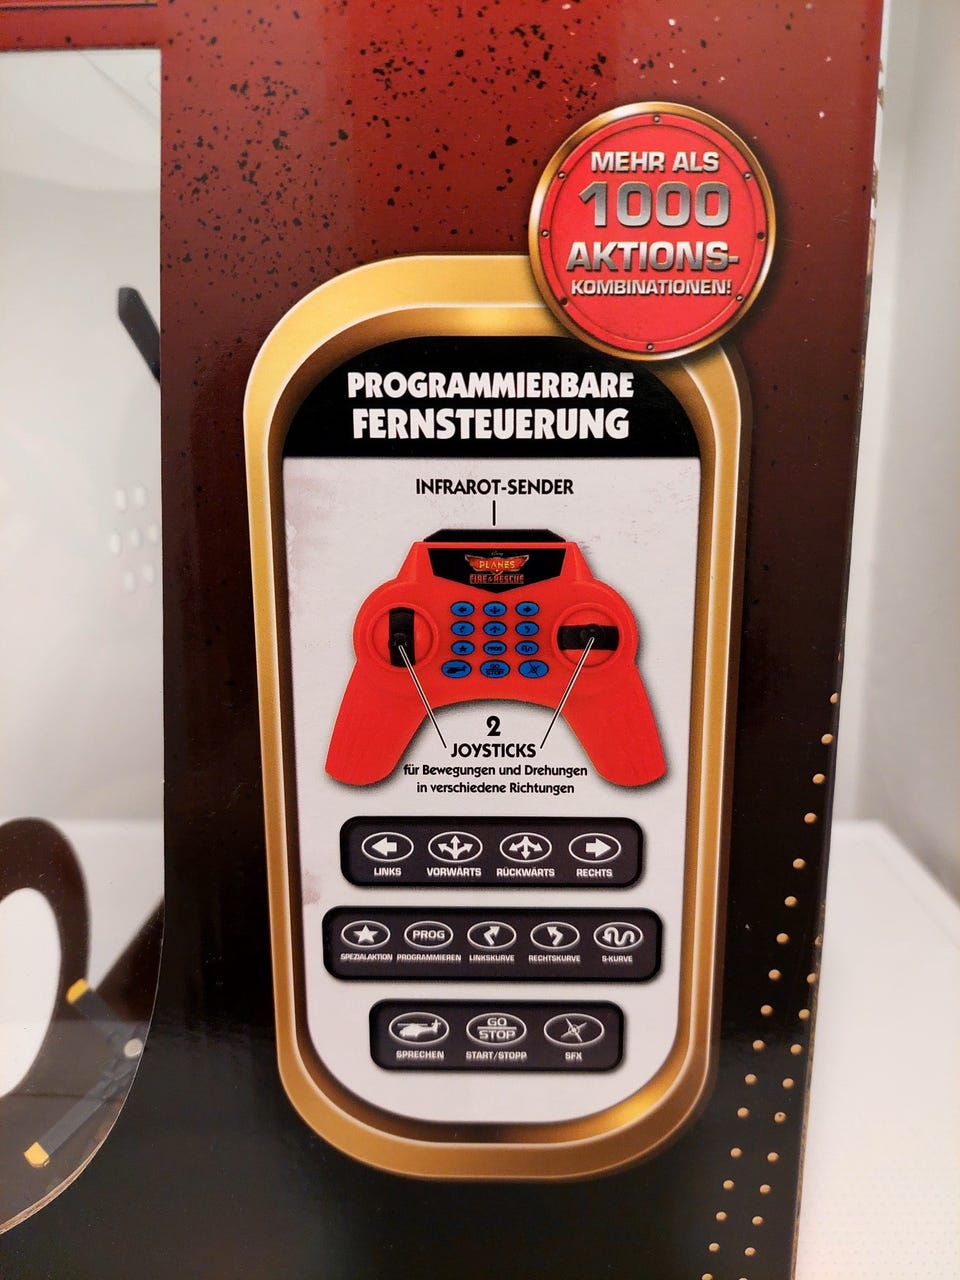 MEHR ALS
1000
AKTIONS-
KOMBINATIONEN!
PROGRAMMIERBARE
FERNSTEUERUNG
INFRAROT-SENDER
Disney
PLANES
FIRE & RESCUE
PROG
GO
STOP
2
JOYSTICKS
für Bewegungen und Drehungen
in verschiedene Richtungen
LINKS VORWÄRTS RÜCKWÄRTS RECHTS
PROG
SPEZIALAKTION PROGRAMMIEREN LINKSKURVE RECHTSKURVE S-KURVE
GO
STOP
SPRECHEN START/STOPP SFX